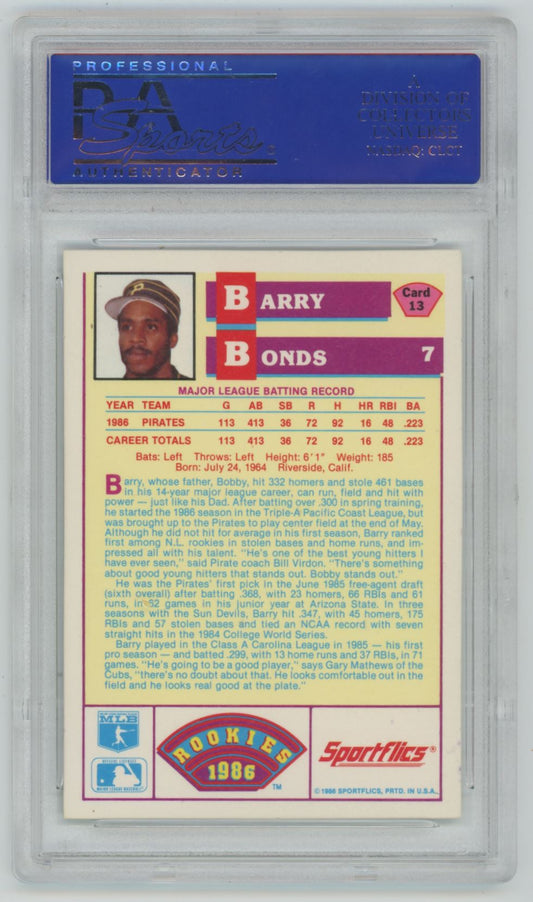 PROFESSIONAL
PSA
Sports
AUTHENTICATOR
A
DIVISION OF
COLLECTORS
UNIVERSE
NASDAQ: CLCT
BARRY
Card
13
BONDS 7
MAJOR LEAGUE BATTING RECORD
YEAR TEAM G AB SB R H HR RBI BA
1986 PIRATES 113 413 36 72 92 16 48 .223
CAREER TOTALS 113 413 36 72 92 16 48 .223
Bats: Left Throws: Left Height: 6'1" Weight: 185
Born: July 24, 1964 Riverside, Calif.
Barry, whose father, Bobby, hit 332 homers and stole 461 bases
in his 14-year major league career, can run, field and hit with
power — just like his Dad. After batting over .300 in spring training,
he started the 1986 season in the Triple-A Pacific Coast League, but
was brought up to the Pirates to play center field at the end of May.
Although he did not hit for average in his first season, Barry ranked
first among N.L. rookies in stolen bases and home runs, and im-
pressed all with his talent. "He's one of the best young hitters I
have ever seen," said Pirate coach Bill Virdon. "There's something
about good young hitters that stands out. Bobby stands out."
He was the Pirates' first pick in the June 1985 free-agent draft
(sixth overall) after batting .368, with 23 homers, 66 RBIs and 61
runs, in 62 games in his junior year at Arizona State. In three
seasons with the Sun Devils, Barry hit .347, with 45 homers, 175
RBIs and 57 stolen bases and tied an NCAA record with seven
straight hits in the 1984 College World Series.
Barry played in the Class A Carolina League in 1985 — his first
pro season — and batted .299, with 13 home runs and 37 RBIs, in 71
games. "He's going to be a good player," says Gary Mathews of the
Cubs, "there's no doubt about that. He looks comfortable out in the
field and he looks real good at the plate."
MLB
OFFICIAL LICENSEE
MAJOR LEAGUE BASEBALL
ROOKIES
1986
TM
Sportflics®
© 1986 SPORTFLICS, PRTD. IN U.S.A.